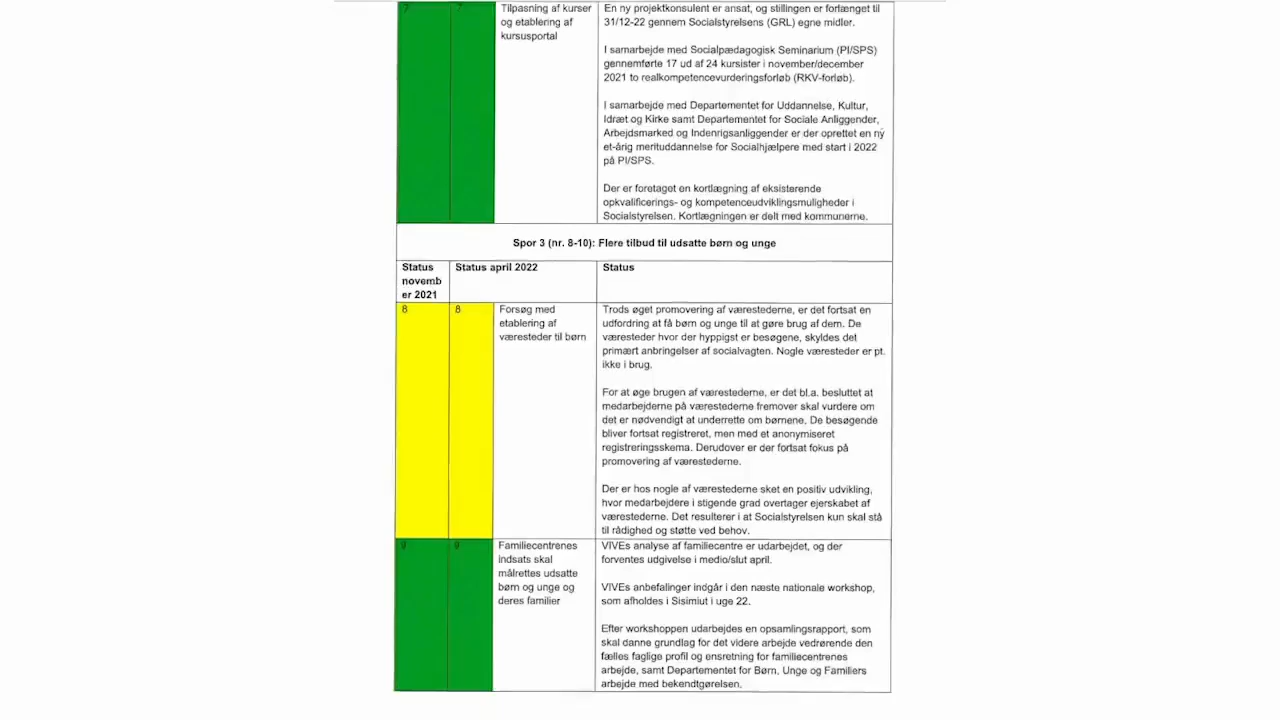 7 7 Tilpasning af kurser
og etablering af
kursusportal
En ny projektkonsulent er ansat, og stillingen er forlænget til
31/12-22 gennem Socialstyrelsens (GRL) egne midler.
I samarbejde med Socialpædagogisk Seminarium (PI/SPS)
gennemførte 17 ud af 24 kursister i november/december
2021 to realkompetencevurderingsforløb (RKV-forløb).
I samarbejde med Departementet for Uddannelse, Kultur,
Idræt og Kirke samt Departementet for Sociale Anliggender,
Arbejdsmarked og Indenrigsanliggender er der oprettet en ny
et-årig merituddannelse for Socialhjælpere med start i 2022
på PI/SPS.
Der er foretaget en kortlægning af eksisterende
opkvalificerings- og kompetenceudviklingsmuligheder i
Socialstyrelsen. Kortlægningen er delt med kommunerne.
Spor 3 (nr. 8-10): Flere tilbud til udsatte børn og unge
Status
novemb
er 2021
Status april 2022
Status
8 8 Forsøg med
etablering af
væresteder til børn
Trods øget promovering af værestederne, er det fortsat en
udfordring at få børn og unge til at gøre brug af dem. De
væresteder hvor der hyppigst er besøgene, skyldes det
primært anbringelser af socialvagten. Nogle væresteder er pt.
ikke i brug.
For at øge brugen af værestederne, er det bl.a. besluttet at
medarbejderne på værestederne fremover skal vurdere om
det er nødvendigt at underrette om børnene. De besøgende
bliver fortsat registreret, men med et anonymiseret
registreringsskema. Derudover er der fortsat fokus på
promovering af værestederne.
Der er hos nogle af værestederne sket en positiv udvikling,
hvor medarbejdere i stigende grad overtager ejerskabet af
værestederne. Det resulterer i at Socialstyrelsen kun skal stå
til rådighed og støtte ved behov.
9 9 Familiecentrenes
indsats skal
målrettes udsatte
børn og unge og
deres familier
VIVEs analyse af familiecentre er udarbejdet, og der
forventes udgivelse i medio/slut april.
VIVEs anbefalinger indgår i den næste nationale workshop,
som afholdes i Sisimiut i uge 22.
Efter workshoppen udarbejdes en opsamlingsrapport, som
skal danne grundlag for det videre arbejde vedrørende den
fælles faglige profil og ensretning for familiecentrenes
arbejde, samt Departementet for Børn, Unge og Familiers
arbejde med bekendtgørelsen.